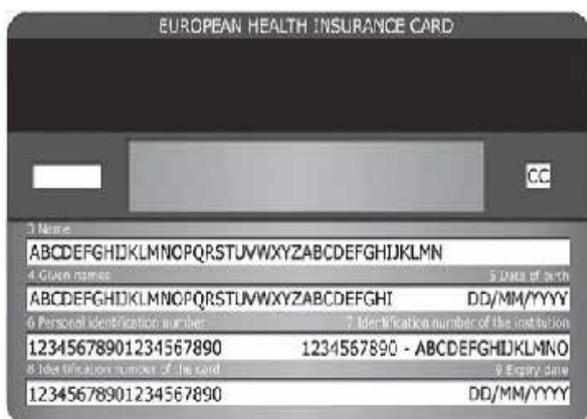 EUROPEAN HEALTH INSURANCE CARD
CC
3 Name
ABCDEFGHIJKLMNOPQRSTUVWXYZABCDEFGHIJKLMN
4 Given names 5 Date of birth
ABCDEFGHIJKLMNOPQRSTUVWXYZABCDEFGHI DD/MM/YYYY
6 Personal identification number 7 Identification number of the institution
12345678901234567890 1234567890 - ABCDEFGHIJKLMNO
8 Identification number of the card 9 Expiry date
12345678901234567890 DD/MM/YYYY